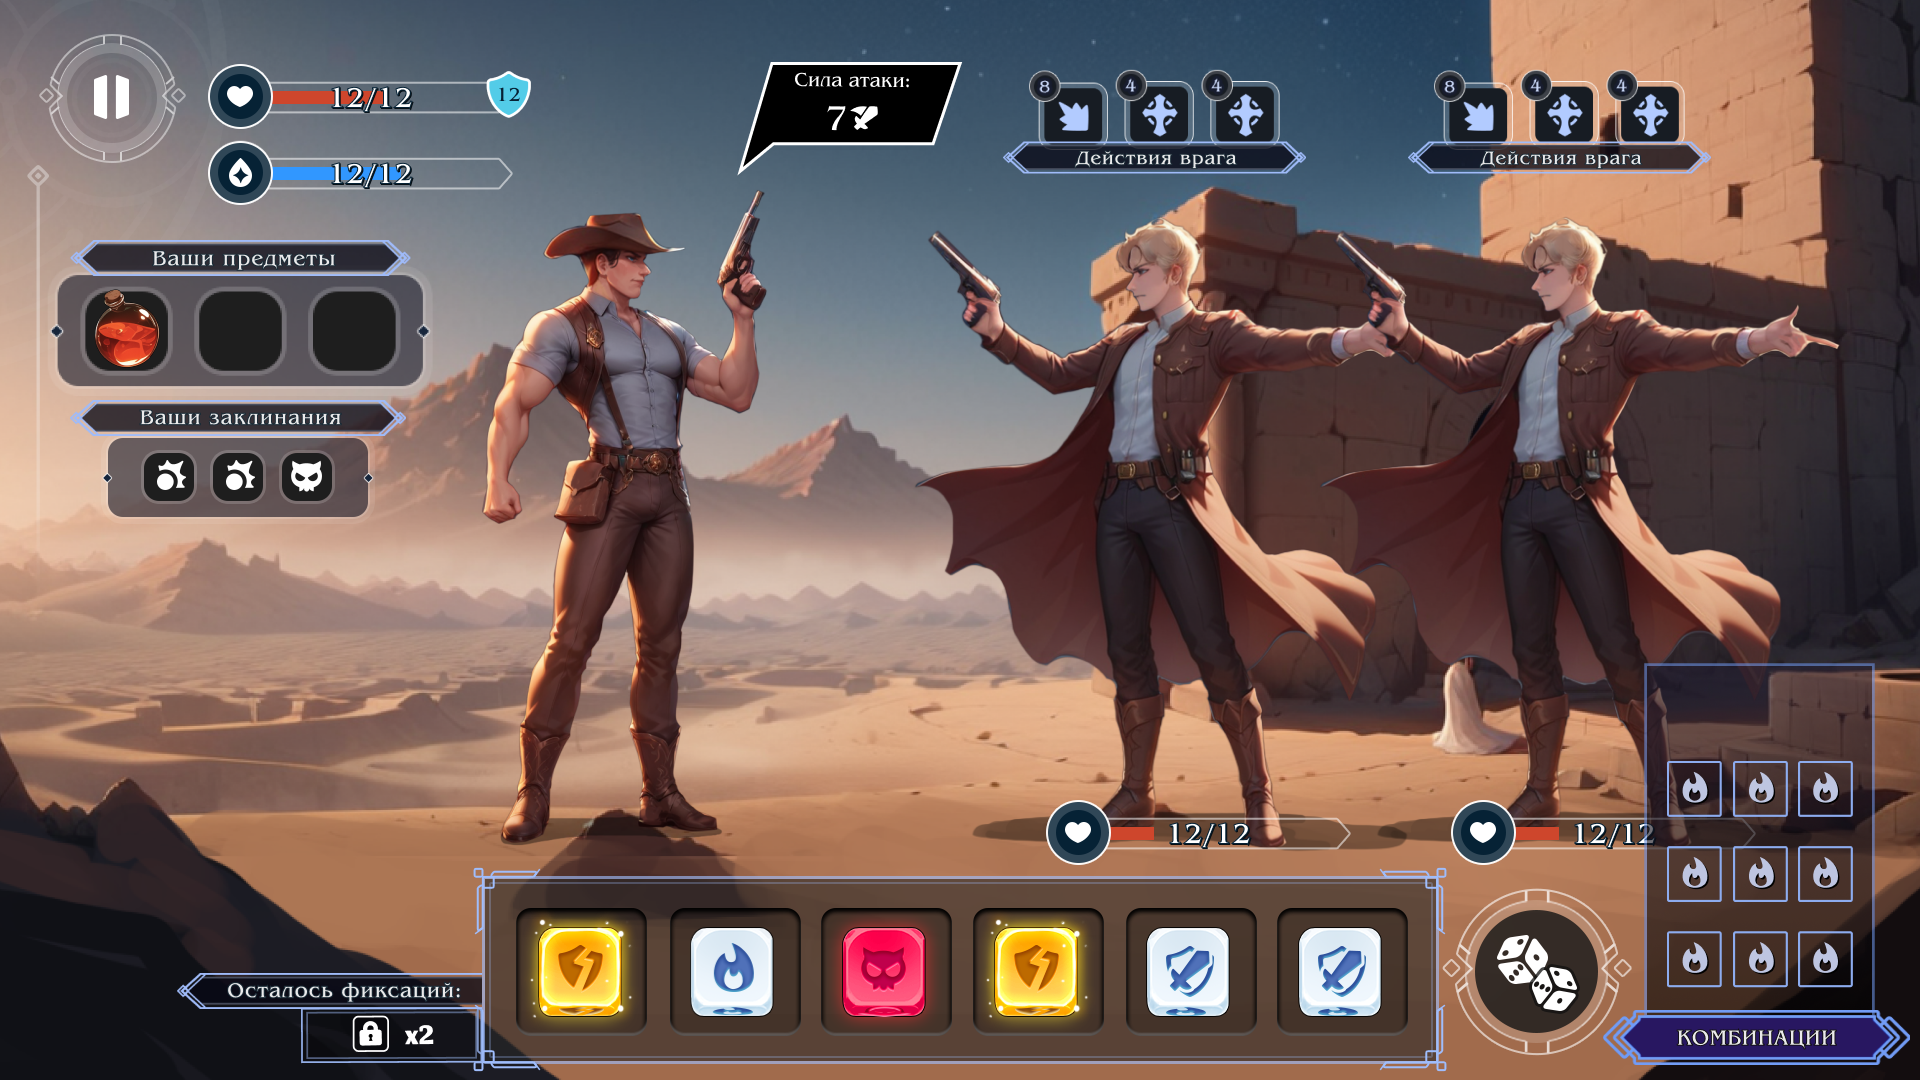 12/12
12
12/12
Сила атаки:
7
8
4
4
Действия врага
8
4
4
Действия врага
Ваши предметы
Ваши заклинания
12/12
12/12
Осталось фиксаций:
x2
КОМБИНАЦИИ